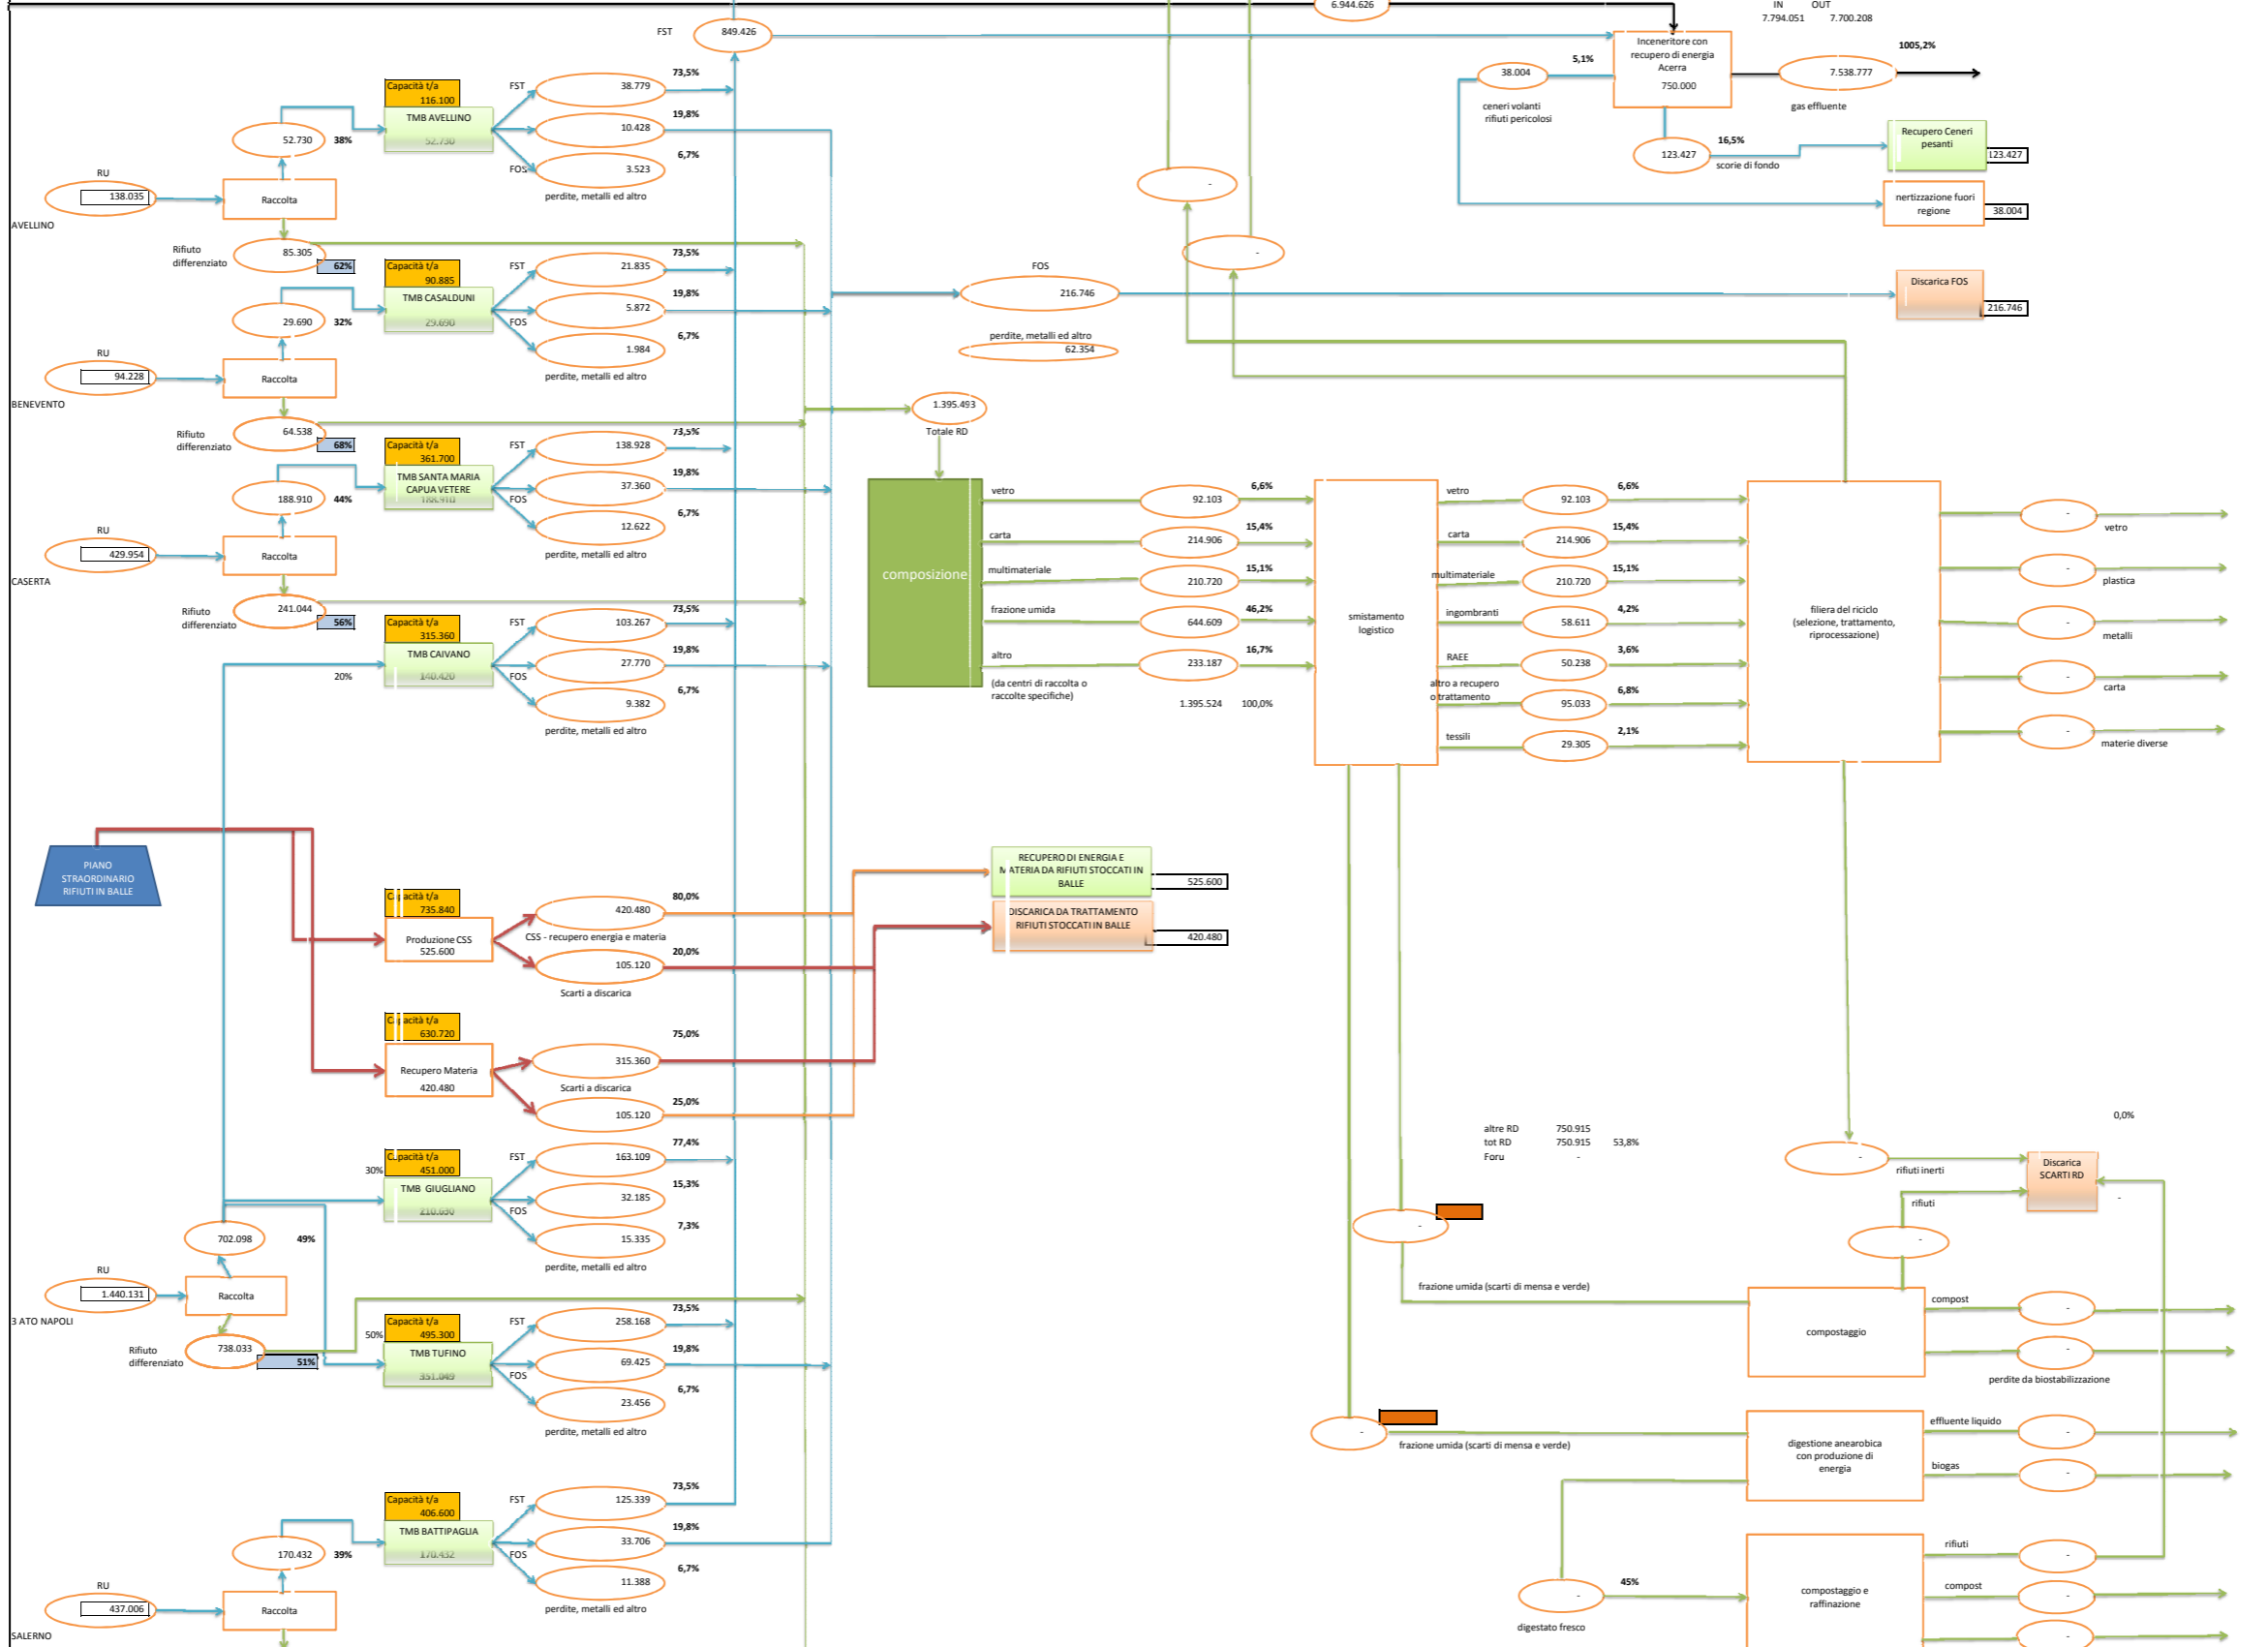 6.944.626
IN OUT
7.794.051 7.700.208
FST
849.426
Inceneritore con
recupero di energia
Acerra
750.000
1005,2%
5,1%
38.004
7.538.777
ceneri volanti
rifiuti pericolosi
gas effluente
16,5%
123.427
scorie di fondo
Recupero Ceneri
pesanti
123.427
nertizzazione fuori
regione
38.004
Capacità t/a
116.100
TMB AVELLINO
52.730
FST
38.779
73,5%
10.428
19,8%
FOS
3.523
6,7%
perdite, metalli ed altro
52.730
38%
RU
138.035
Raccolta
AVELLINO
Rifiuto
differenziato
85.305
62%
Capacità t/a
90.885
TMB CASALDUNI
29.690
FST
21.835
73,5%
5.872
19,8%
FOS
1.984
6,7%
perdite, metalli ed altro
29.690
32%
RU
94.228
Raccolta
BENEVENTO
Rifiuto
differenziato
64.538
68%
FOS
216.746
Discarica FOS
216.746
perdite, metalli ed altro
62.354
1.395.493
Totale RD
Capacità t/a
361.700
TMB SANTA MARIA
CAPUA VETERE
188.910
FST
138.928
73,5%
37.360
19,8%
FOS
12.622
6,7%
perdite, metalli ed altro
188.910
44%
RU
429.954
Raccolta
CASERTA
Rifiuto
differenziato
241.044
56%
composizione
vetro
92.103
6,6%
carta
214.906
15,4%
multimateriale
210.720
15,1%
frazione umida
644.609
46,2%
altro
233.187
16,7%
(da centri di raccolta o
raccolte specifiche)
1.395.524 100,0%
smistamento
logistico
vetro
92.103
6,6%
carta
214.906
15,4%
multimateriale
210.720
15,1%
ingombranti
58.611
4,2%
RAEE
50.238
3,6%
altro a recupero
o trattamento
95.033
6,8%
tessili
29.305
2,1%
filiera del riciclo
(selezione, trattamento,
riprocessazione)
-
vetro
-
plastica
-
metalli
-
carta
-
materie diverse
-
-
Capacità t/a
315.360
TMB CAIVANO
140.420
20%
FST
103.267
73,5%
27.770
19,8%
FOS
9.382
6,7%
perdite, metalli ed altro
PIANO
STRAORDINARIO
RIFIUTI IN BALLE
Capacità t/a
735.840
Produzione CSS
525.600
420.480
80,0%
CSS - recupero energia e materia
105.120
20,0%
Scarti a discarica
RECUPERO DI ENERGIA E
MATERIA DA RIFIUTI STOCCATI IN
BALLE
525.600
DISCARICA DA TRATTAMENTO
RIFIUTI STOCCATI IN BALLE
420.480
Capacità t/a
630.720
Recupero Materia
420.480
315.360
75,0%
Scarti a discarica
105.120
25,0%
Capacità t/a
451.000
30%
TMB GIUGLIANO
210.630
FST
163.109
77,4%
32.185
15,3%
FOS
15.335
7,3%
perdite, metalli ed altro
702.098
49%
RU
1.440.131
Raccolta
3 ATO NAPOLI
Rifiuto
differenziato
738.033
51%
Capacità t/a
495.300
50%
TMB TUFINO
351.049
FST
258.168
73,5%
69.425
19,8%
FOS
23.456
6,7%
perdite, metalli ed altro
Capacità t/a
406.600
TMB BATTIPAGLIA
170.432
FST
125.339
73,5%
33.706
19,8%
FOS
11.388
6,7%
perdite, metalli ed altro
170.432
39%
RU
437.006
Raccolta
SALERNO
altre RD 750.915
tot RD 750.915 53,8%
Foru -
0,0%
-
rifiuti inerti
Discarica
SCARTI RD
-
rifiuti
-
-
frazione umida (scarti di mensa e verde)
compostaggio
compost
-
-
perdite da biostabilizzazione
-
frazione umida (scarti di mensa e verde)
digestione anearobica
con produzione di
energia
effluente liquido
-
biogas
-
-
45%
digestato fresco
compostaggio e
raffinazione
rifiuti
-
compost
-
-